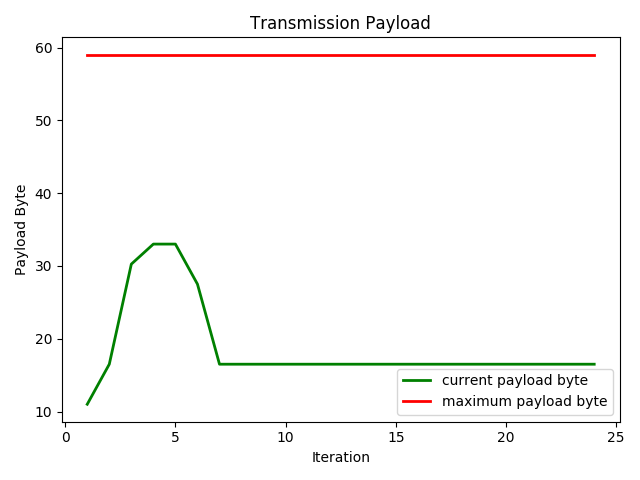 Transmission Payload
Payload Byte
60
50
40
30
20
10
0
5
10
15
20
25
Iteration
current payload byte
maximum payload byte